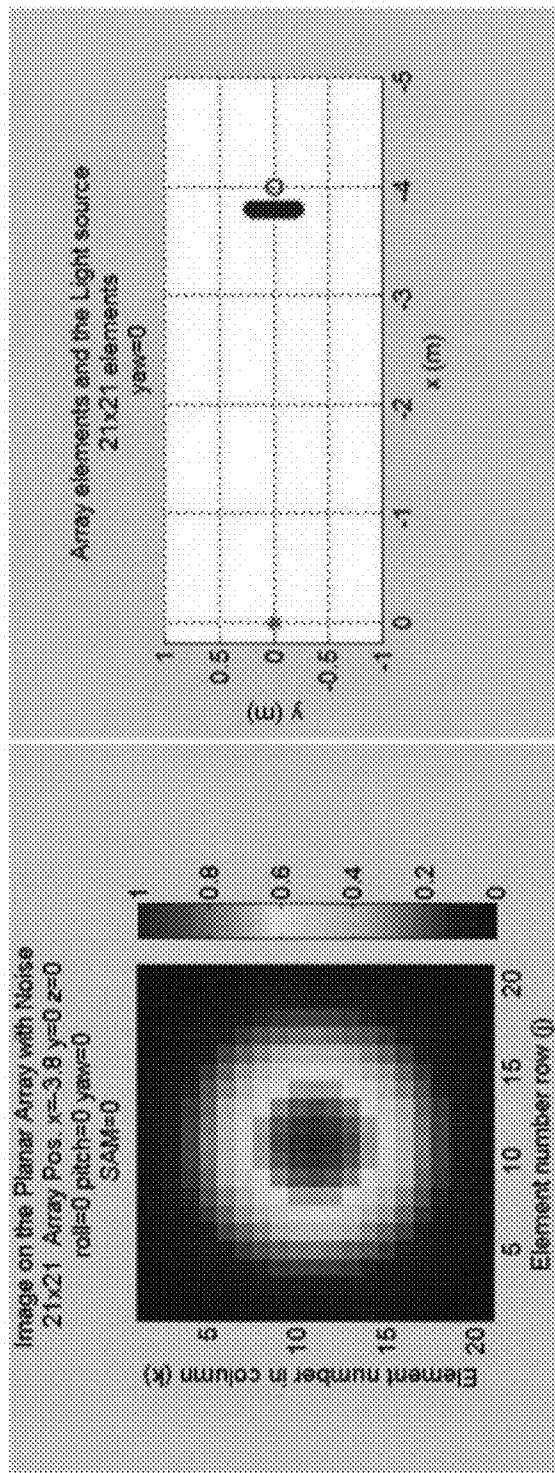 Image on the Planar Array with Noise
21x21 Array Pos x=-3.8 y=0 z=0
roll=0 pitch=0 yaw=0
SAM=0
Element number in column (k)
5
10
15
20
5
10
15
20
Element number row (j)
1
0.8
0.6
0.4
0.2
0
Array elements and the Light source
21x21 elements
yaw=0
y (m)
1
0.5
0
-0.5
-1
0
-1
-2
-3
-4
-5
x (m)